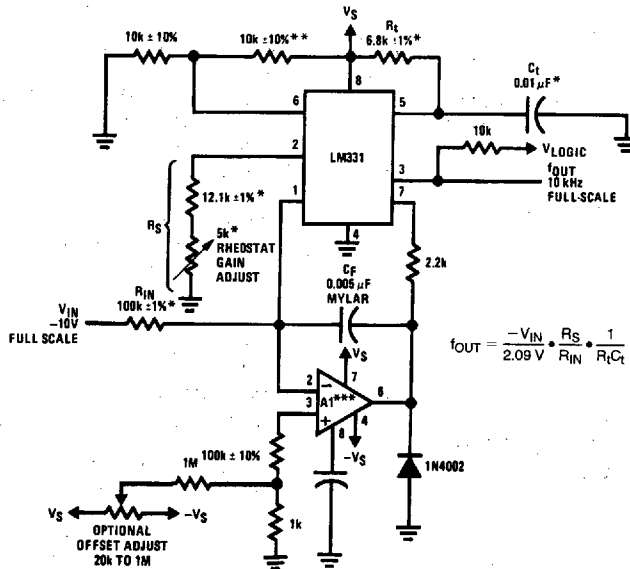 VS
10k ±10%
10k ±10%**
Rt
6.8k ±1%*
Ct
0.01 µF*
8
6
5
10k
VLOGIC
2
LM331
3
fOUT
10 kHz
FULL-SCALE
7
1
4
RS
12.1k ±1%*
5k*
RHEOSTAT
GAIN
ADJUST
2.2k
CF
0.005 µF
MYLAR
RIN
100k ±1%*
VIN
−10V
FULL SCALE
fOUT = −VIN / 2.09 V • RS / RIN • 1 / RtCt
VS
7
2
−
A1***
6
3
+
8
4
−VS
100k ±10%
1M
1N4002
VS
−VS
1k
OPTIONAL
OFFSET ADJUST
20k TO 1M